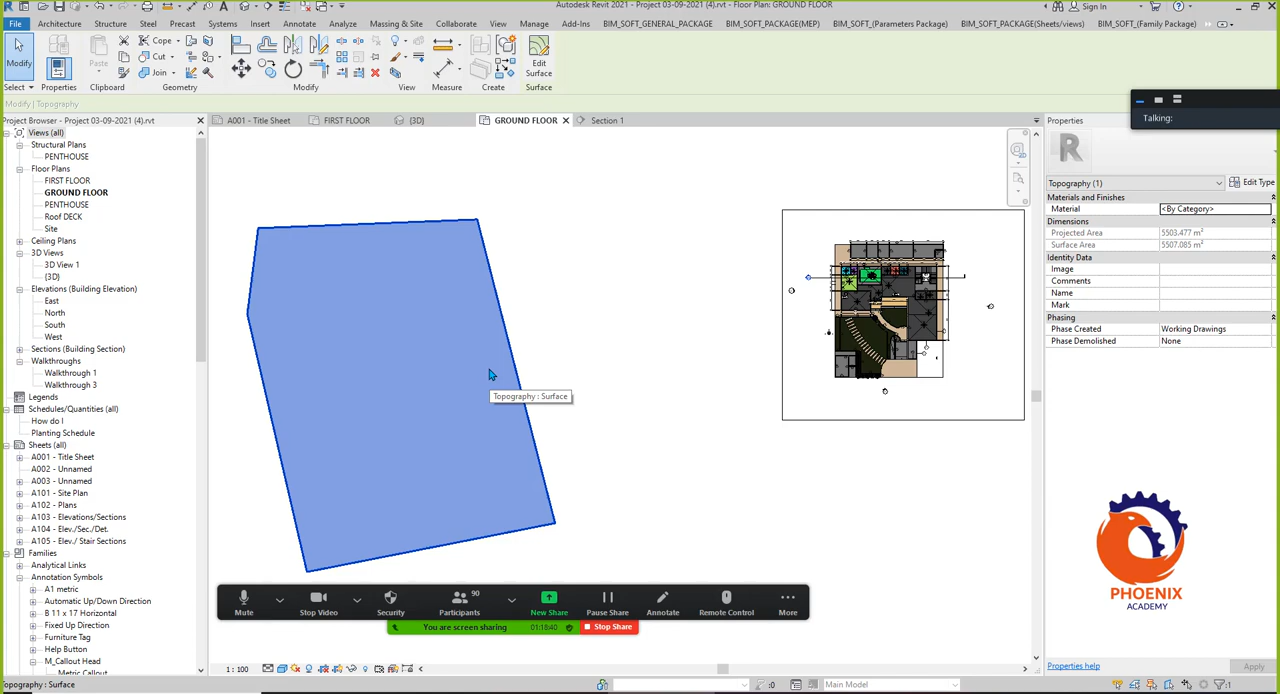 Autodesk Revit 2021 - Project 03-09-2021 (4).rvt - Floor Plan: GROUND FLOOR
Sign In
File Architecture Structure Steel Precast Systems Insert Annotate Analyze Massing & Site Collaborate View Manage Add-Ins BIM_SOFT_GENERAL_PACKAGE BIM_SOFT_PACKAGE(MEP) BIM_SOFT_(Parameters Package) BIM_SOFT_PACKAGE(Sheets/views) BIM_SOFT_(Family Package)
Modify
Paste
Cope
Cut
Join
Edit
Surface
Select Properties Clipboard Geometry Modify View Measure Create Surface
Modify | Topography
Project Browser - Project 03-09-2021 (4).rvt
A001 - Title Sheet
FIRST FLOOR
{3D}
GROUND FLOOR
Section 1
Talking:
Views (all)
Structural Plans
PENTHOUSE
Floor Plans
FIRST FLOOR
GROUND FLOOR
PENTHOUSE
Roof DECK
Site
Ceiling Plans
3D Views
3D View 1
{3D}
Elevations (Building Elevation)
East
North
South
West
Sections (Building Section)
Walkthroughs
Walkthrough 1
Walkthrough 3
Legends
Schedules/Quantities (all)
How do I
Planting Schedule
Sheets (all)
A001 - Title Sheet
A002 - Unnamed
A003 - Unnamed
A101 - Site Plan
A102 - Plans
A103 - Elevations/Sections
A104 - Elev./Sec./Det.
A105 - Elev./ Stair Sections
Families
Analytical Links
Annotation Symbols
A1 metric
Automatic Up/Down Direction
B 11 x 17 Horizontal
Fixed Up Direction
Furniture Tag
Help Button
M_Callout Head
Metric Callout
Topography : Surface
Properties
Topography (1)
Edit Type
Materials and Finishes
Material <By Category>
Dimensions
Projected Area 5503.477 m²
Surface Area 5507.085 m²
Identity Data
Image
Comments
Name
Mark
Phasing
Phase Created Working Drawings
Phase Demolished None
PHOENIX
ACADEMY
Properties help
Apply
90
Mute Stop Video Security Participants New Share Pause Share Annotate Remote Control More
You are screen sharing 01:18:40 Stop Share
1 : 100
Topography : Surface
:0
Main Model
:1